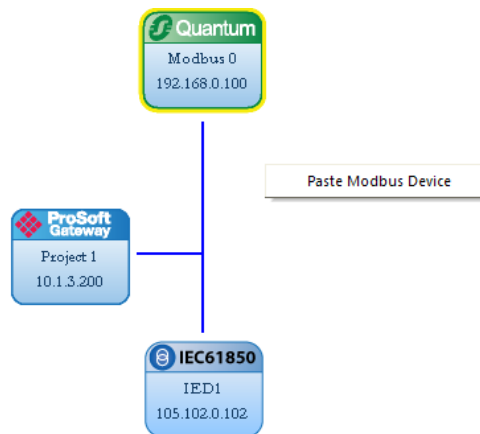 Quantum
Modbus 0
192.168.0.100
Paste Modbus Device
ProSoft
Gateway
Project 1
10.1.3.200
IEC61850
IED1
105.102.0.102